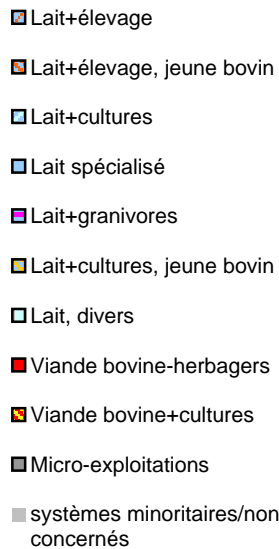 Lait+élevage
Lait+élevage, jeune bovin
Lait+cultures
Lait spécialisé
Lait+granivores
Lait+cultures, jeune bovin
Lait, divers
Viande bovine-herbagers
Viande bovine+cultures
Micro-exploitations
systèmes minoritaires/non
concernés